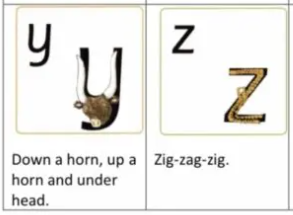 y
z
Down a horn, up a
horn and under
head.
Zig-zag-zig.